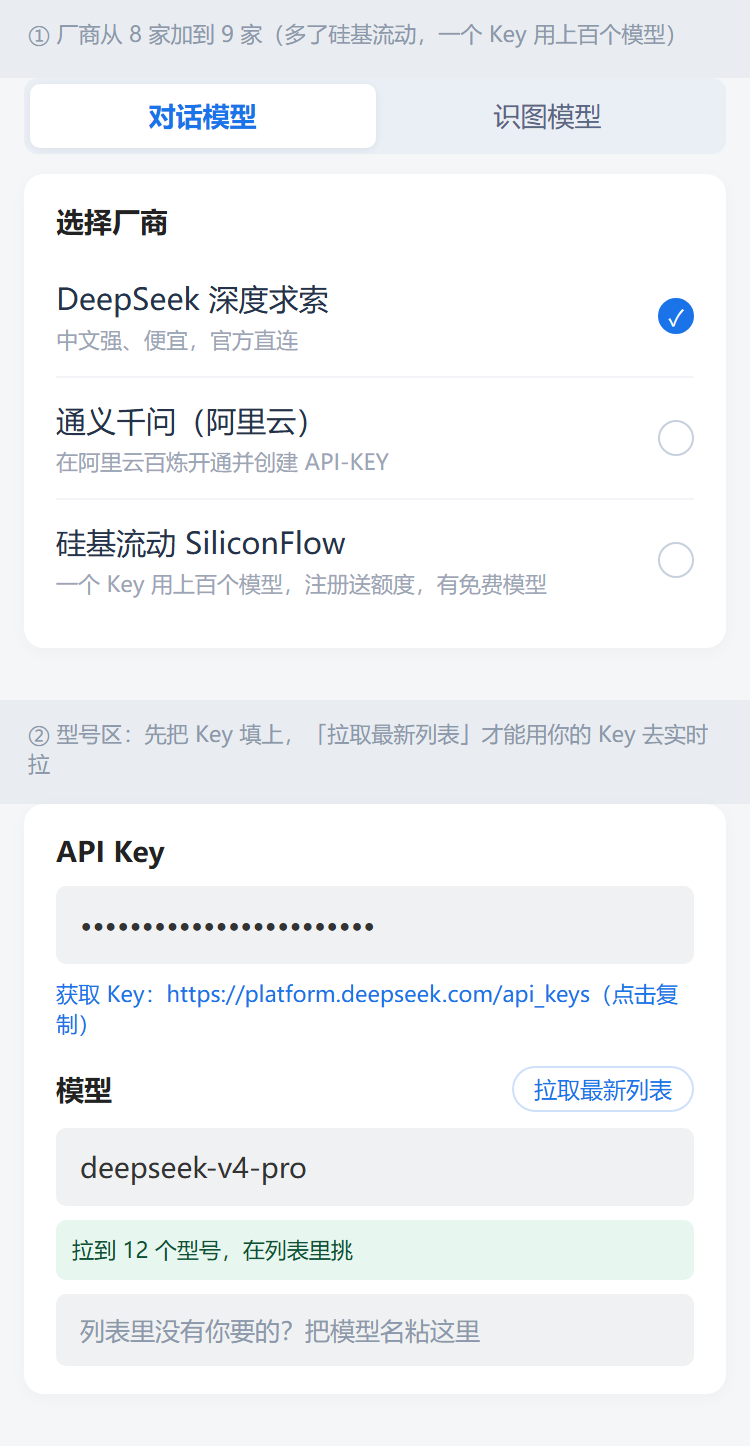 ① 厂商从 8 家加到 9 家（多了硅基流动，一个 Key 用上百个模型）
对话模型
识图模型
选择厂商
DeepSeek 深度求索
中文强、便宜，官方直连
通义千问（阿里云）
在阿里云百炼开通并创建 API-KEY
硅基流动 SiliconFlow
一个 Key 用上百个模型，注册送额度，有免费模型
② 型号区：先把 Key 填上，「拉取最新列表」才能用你的 Key 去实时
拉
API Key
••••••••••••••••••••••••
获取 Key：https://platform.deepseek.com/api_keys（点击复
制）
模型
拉取最新列表
deepseek-v4-pro
拉到 12 个型号，在列表里挑
列表里没有你要的？把模型名粘这里